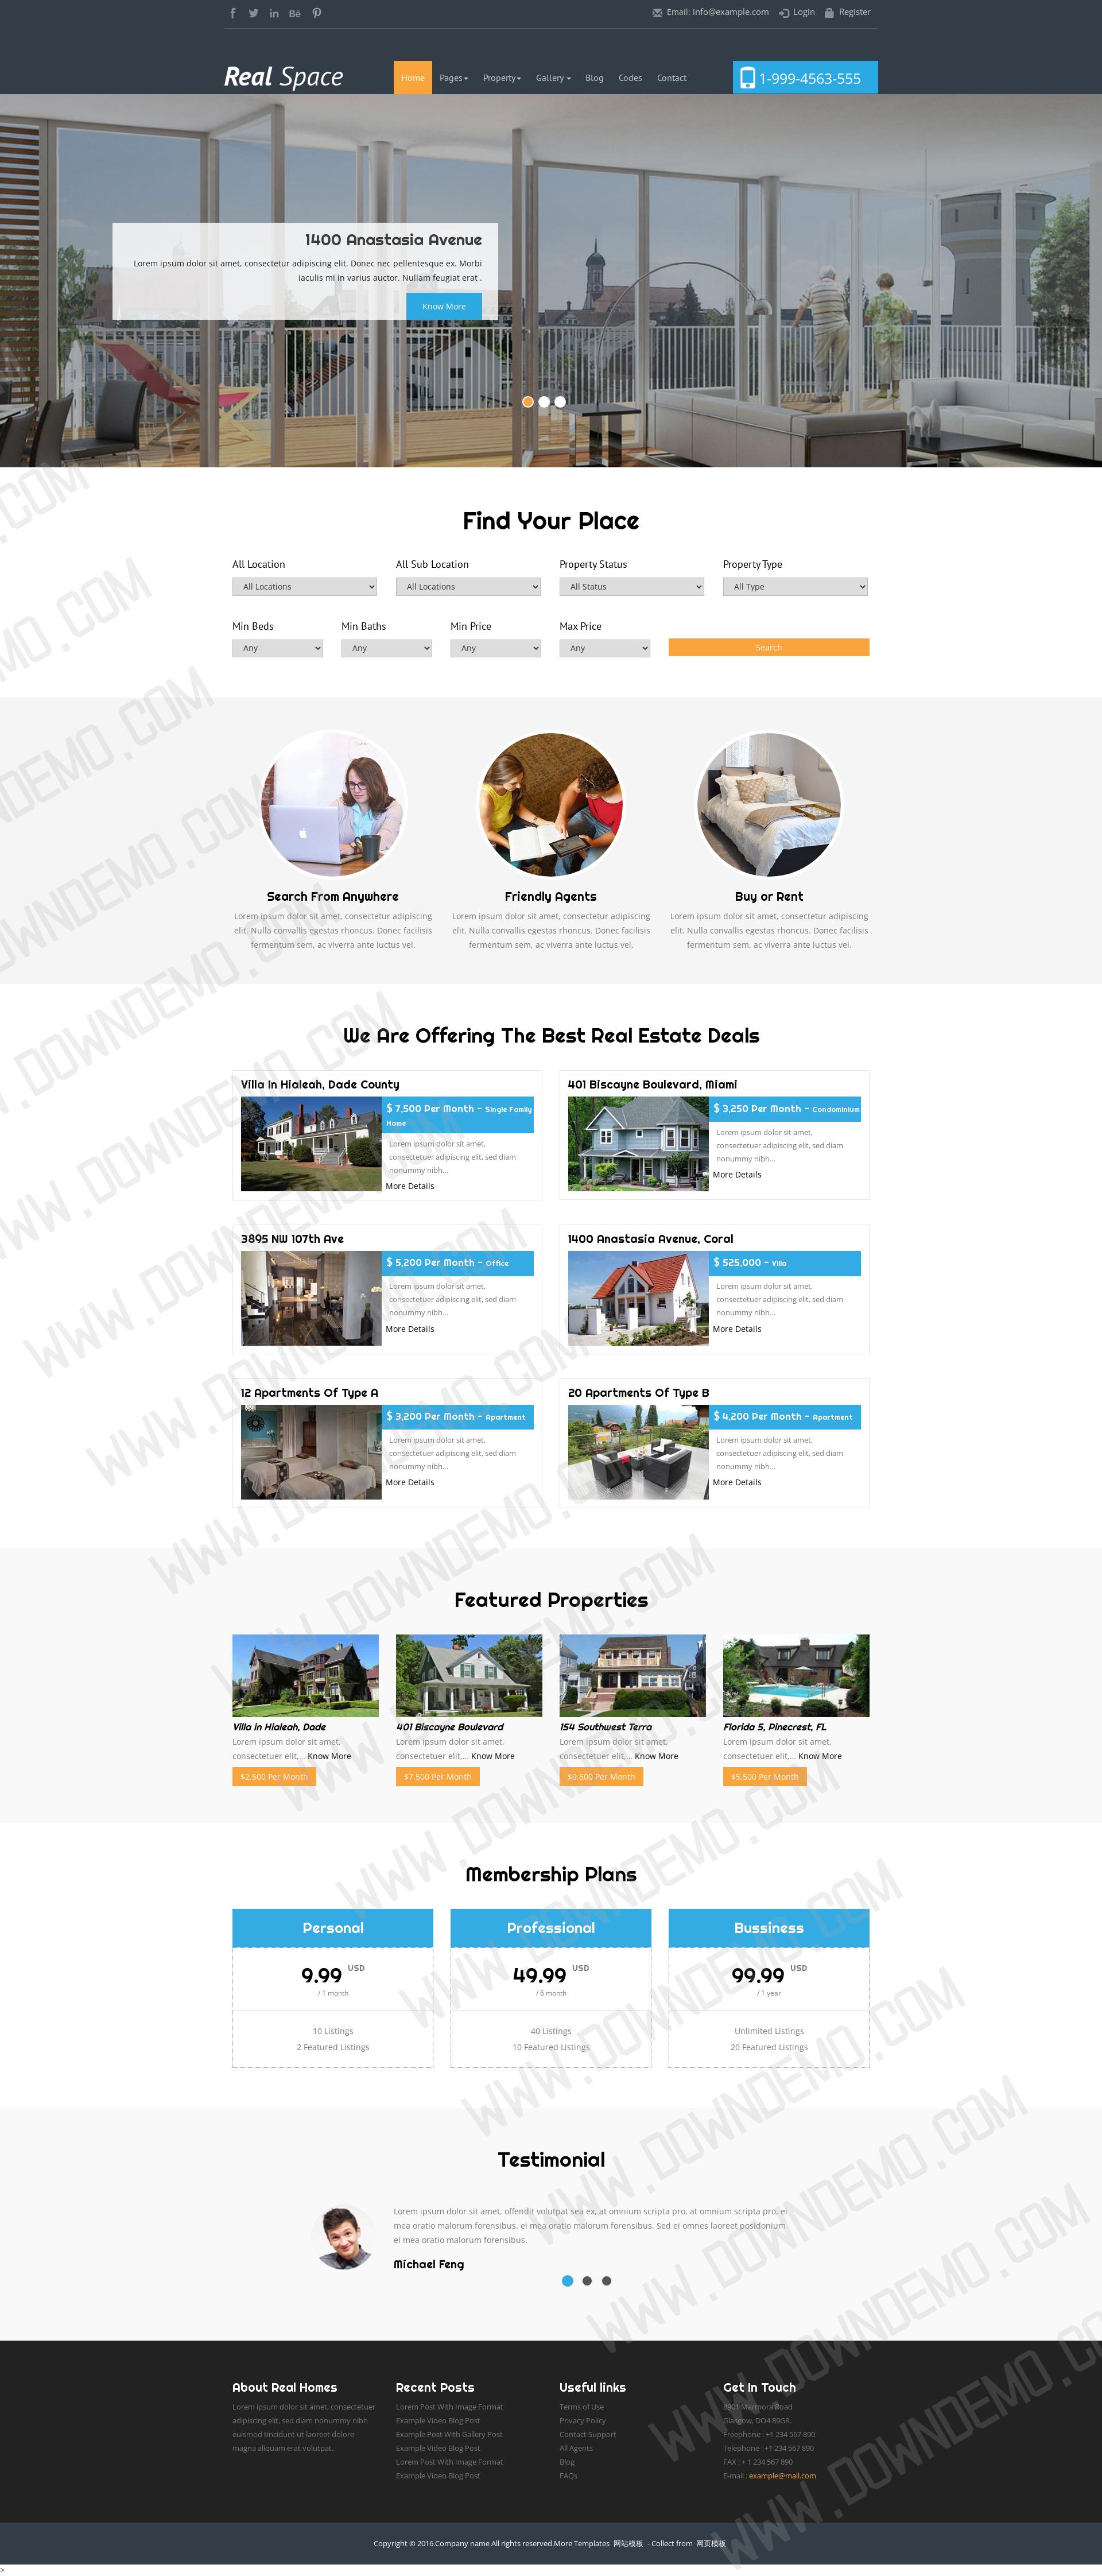 Email: info@example.com Login Register
Real Space
Home Pages Property Gallery Blog Codes Contact
1-999-4563-555
1400 Anastasia Avenue
Lorem ipsum dolor sit amet, consectetur adipiscing elit. Donec nec pellentesque ex. Morbi
iaculis mi in varius auctor. Nullam feugiat erat .
Know More
Find Your Place
All Location All Sub Location Property Status Property Type
All Locations All Locations All Status All Type
Min Beds Min Baths Min Price Max Price
Any Any Any Any Search
Search From Anywhere
Lorem ipsum dolor sit amet, consectetur adipiscing
elit. Nulla convallis egestas rhoncus. Donec facilisis
fermentum sem, ac viverra ante luctus vel.
Friendly Agents
Lorem ipsum dolor sit amet, consectetur adipiscing
elit. Nulla convallis egestas rhoncus. Donec facilisis
fermentum sem, ac viverra ante luctus vel.
Buy or Rent
Lorem ipsum dolor sit amet, consectetur adipiscing
elit. Nulla convallis egestas rhoncus. Donec facilisis
fermentum sem, ac viverra ante luctus vel.
We Are Offering The Best Real Estate Deals
Villa In Hialeah, Dade County
$ 7,500 Per Month - Single Family
Home
Lorem ipsum dolor sit amet,
consectetuer adipiscing elit, sed diam
nonummy nibh...
More Details
401 Biscayne Boulevard, Miami
$ 3,250 Per Month - Condominium
Lorem ipsum dolor sit amet,
consectetuer adipiscing elit, sed diam
nonummy nibh...
More Details
3895 NW 107th Ave
$ 5,200 Per Month - Office
Lorem ipsum dolor sit amet,
consectetuer adipiscing elit, sed diam
nonummy nibh...
More Details
1400 Anastasia Avenue, Coral
$ 525,000 - Villa
Lorem ipsum dolor sit amet,
consectetuer adipiscing elit, sed diam
nonummy nibh...
More Details
12 Apartments Of Type A
$ 3,200 Per Month - Apartment
Lorem ipsum dolor sit amet,
consectetuer adipiscing elit, sed diam
nonummy nibh...
More Details
20 Apartments Of Type B
$ 4,200 Per Month - Apartment
Lorem ipsum dolor sit amet,
consectetuer adipiscing elit, sed diam
nonummy nibh...
More Details
Featured Properties
Villa in Hialeah, Dade
Lorem ipsum dolor sit amet,
consectetuer elit,... Know More
$2,500 Per Month
401 Biscayne Boulevard
Lorem ipsum dolor sit amet,
consectetuer elit,... Know More
$7,500 Per Month
154 Southwest Terra
Lorem ipsum dolor sit amet,
consectetuer elit,... Know More
$9,500 Per Month
Florida 5, Pinecrest, FL
Lorem ipsum dolor sit amet,
consectetuer elit,... Know More
$5,500 Per Month
Membership Plans
Personal
9.99 USD
/ 1 month
10 Listings
2 Featured Listings
Professional
49.99 USD
/ 6 month
40 Listings
10 Featured Listings
Bussiness
99.99 USD
/ 1 year
Unlimited Listings
20 Featured Listings
Testimonial
Lorem ipsum dolor sit amet, offendit volutpat sea ex, at omnium scripta pro, at omnium scripta pro, ei
mea oratio malorum forensibus. ei mea oratio malorum forensibus. Sed ei omnes laoreet posidonium
ei mea oratio malorum forensibus.
Michael Feng
About Real Homes
Lorem ipsum dolor sit amet, consectetuer
adipiscing elit, sed diam nonummy nibh
euismod tincidunt ut laoreet dolore
magna aliquam erat volutpat.
Recent Posts
Lorem Post With Image Format
Example Video Blog Post
Example Post With Gallery Post
Example Video Blog Post
Lorem Post With Image Format
Example Video Blog Post
Useful links
Terms of Use
Privacy Policy
Contact Support
All Agents
Blog
FAQs
Get In Touch
8901 Marmora Road
Glasgow, DO4 89GR.
Freephone : +1 234 567 890
Telephone : +1 234 567 890
FAX : + 1 234 567 890
E-mail : example@mail.com
Copyright © 2016.Company name All rights reserved.More Templates 网站模板 - Collect from 网页模板
>
WWW.DOWNDEMO.COM